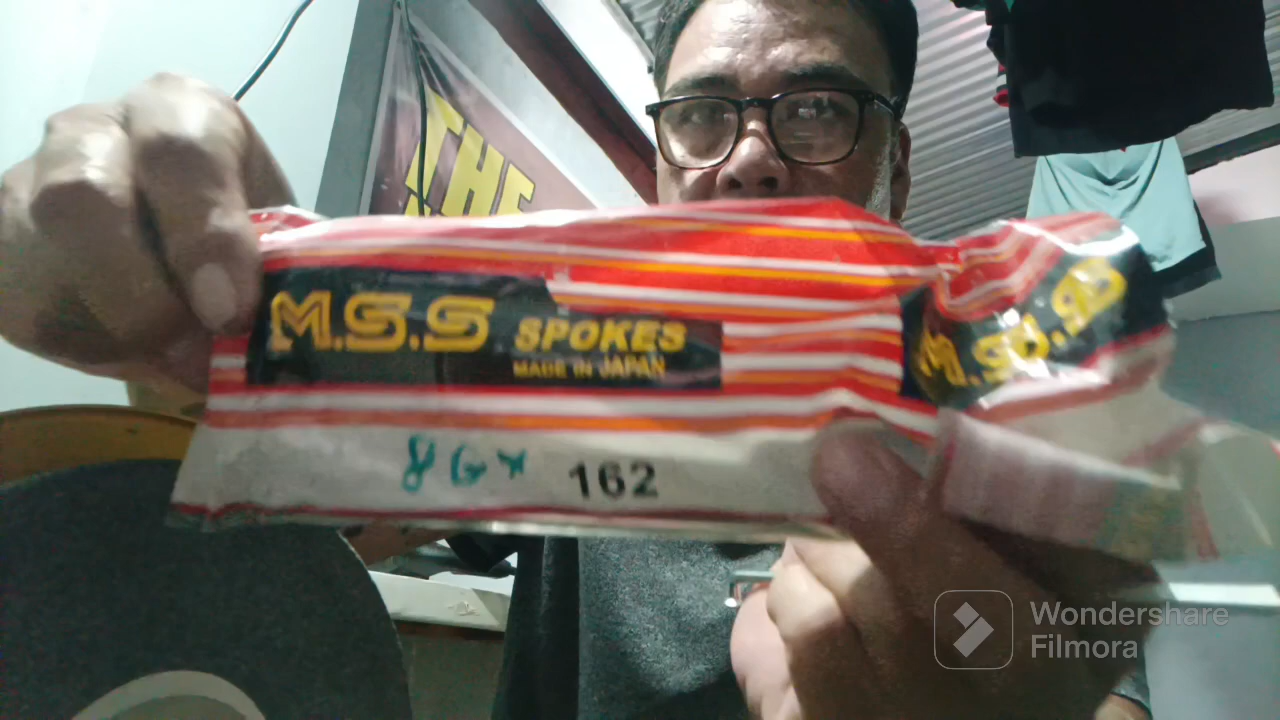 THE
M.S.S SPOKES
MADE IN JAPAN
8G x 162
Wondershare
Filmora